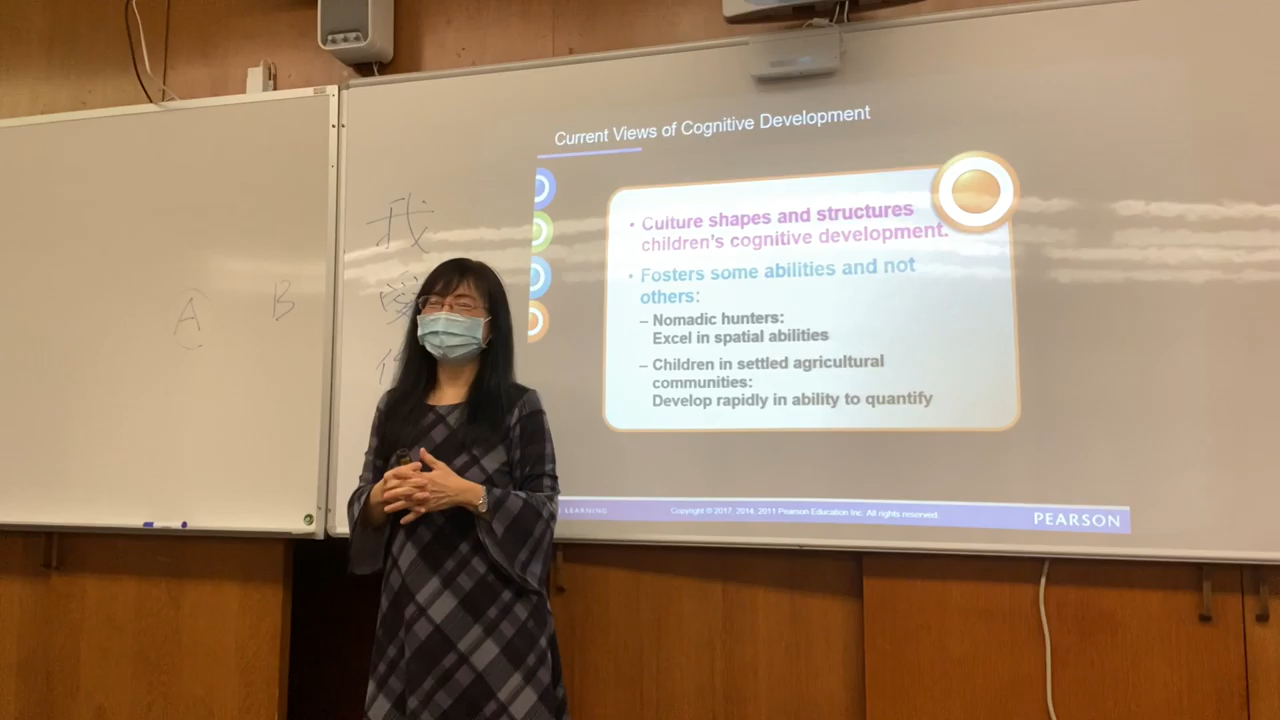 Current Views of Cognitive Development
• Culture shapes and structures
children's cognitive development.
• Fosters some abilities and not
others:
– Nomadic hunters:
Excel in spatial abilities
– Children in settled agricultural
communities:
Develop rapidly in ability to quantify
A B
我
愛
LEARNING
Copyright © 2017, 2014, 2011 Pearson Education Inc. All rights reserved.
PEARSON